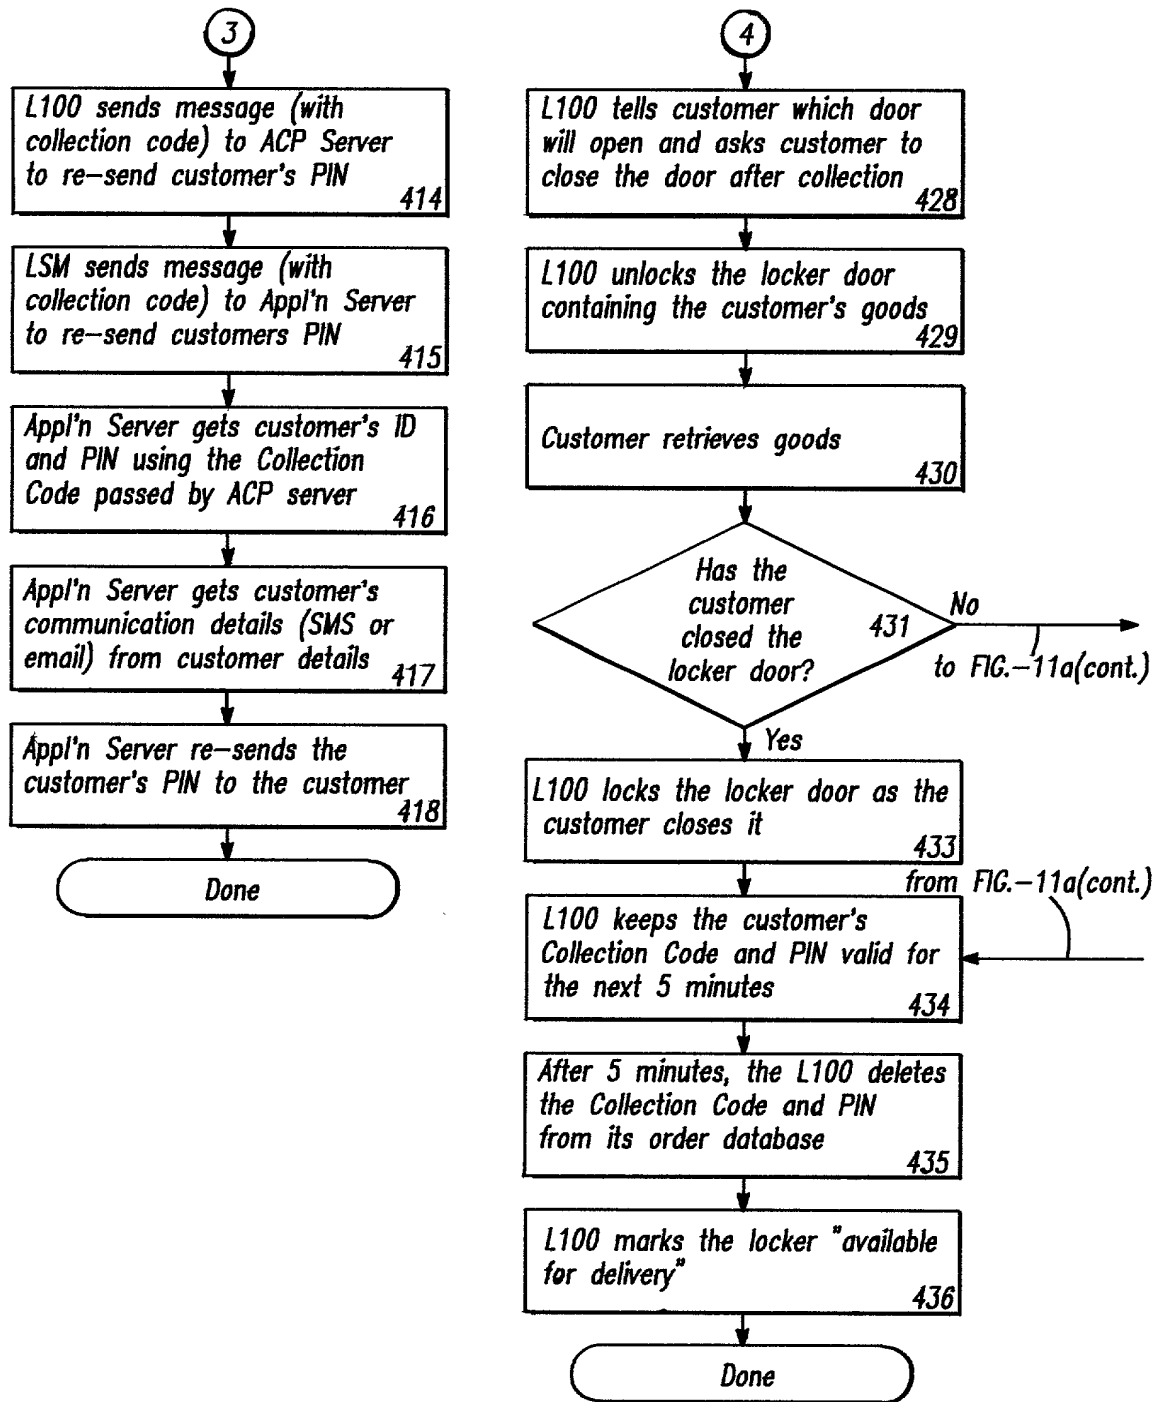 3
L100 sends message (with
collection code) to ACP Server
to re-send customer's PIN
414
LSM sends message (with
collection code) to Appl'n Server
to re-send customers PIN
415
Appl'n Server gets customer's ID
and PIN using the Collection
Code passed by ACP server
416
Appl'n Server gets customer's
communication details (SMS or
email) from customer details
417
Appl'n Server re-sends the
customer's PIN to the customer
418
Done
4
L100 tells customer which door
will open and asks customer to
close the door after collection
428
L100 unlocks the locker door
containing the customer's goods
429
Customer retrieves goods
430
Has the
customer
closed the
locker door?
431
No
to FIG.-11a(cont.)
Yes
L100 locks the locker door as the
customer closes it
433
from FIG.-11a(cont.)
L100 keeps the customer's
Collection Code and PIN valid for
the next 5 minutes
434
After 5 minutes, the L100 deletes
the Collection Code and PIN
from its order database
435
L100 marks the locker "available
for delivery"
436
Done